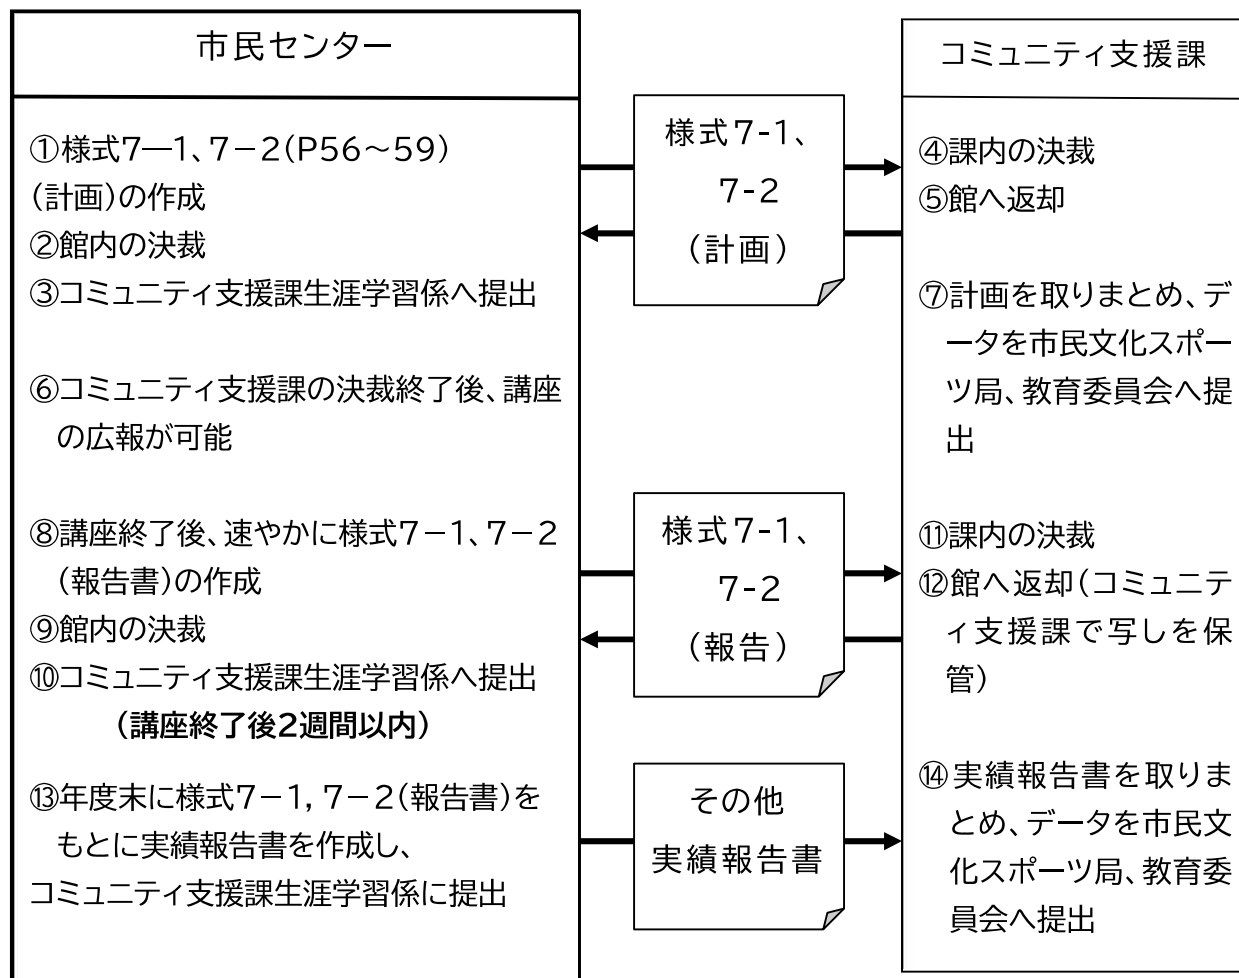 市民センター
①様式7―1、7－2(P56～59)
(計画)の作成
②館内の決裁
③コミュニティ支援課生涯学習係へ提出
⑥コミュニティ支援課の決裁終了後、講座
の広報が可能
⑧講座終了後、速やかに様式7－1、7－2
(報告書)の作成
⑨館内の決裁
⑩コミュニティ支援課生涯学習係へ提出
(講座終了後2週間以内)
⑬年度末に様式7－1,7－2(報告書)を
もとに実績報告書を作成し、
コミュニティ支援課生涯学習係に提出
様式7-1、
7-2
(計画)
様式7-1、
7-2
(報告)
その他
実績報告書
コミュニティ支援課
④課内の決裁
⑤館へ返却
⑦計画を取りまとめ、デ
ータを市民文化スポー
ツ局、教育委員会へ提
出
⑪課内の決裁
⑫館へ返却(コミュニテ
ィ支援課で写しを保
管)
⑭実績報告書を取りま
とめ、データを市民文
化スポーツ局、教育委
員会へ提出